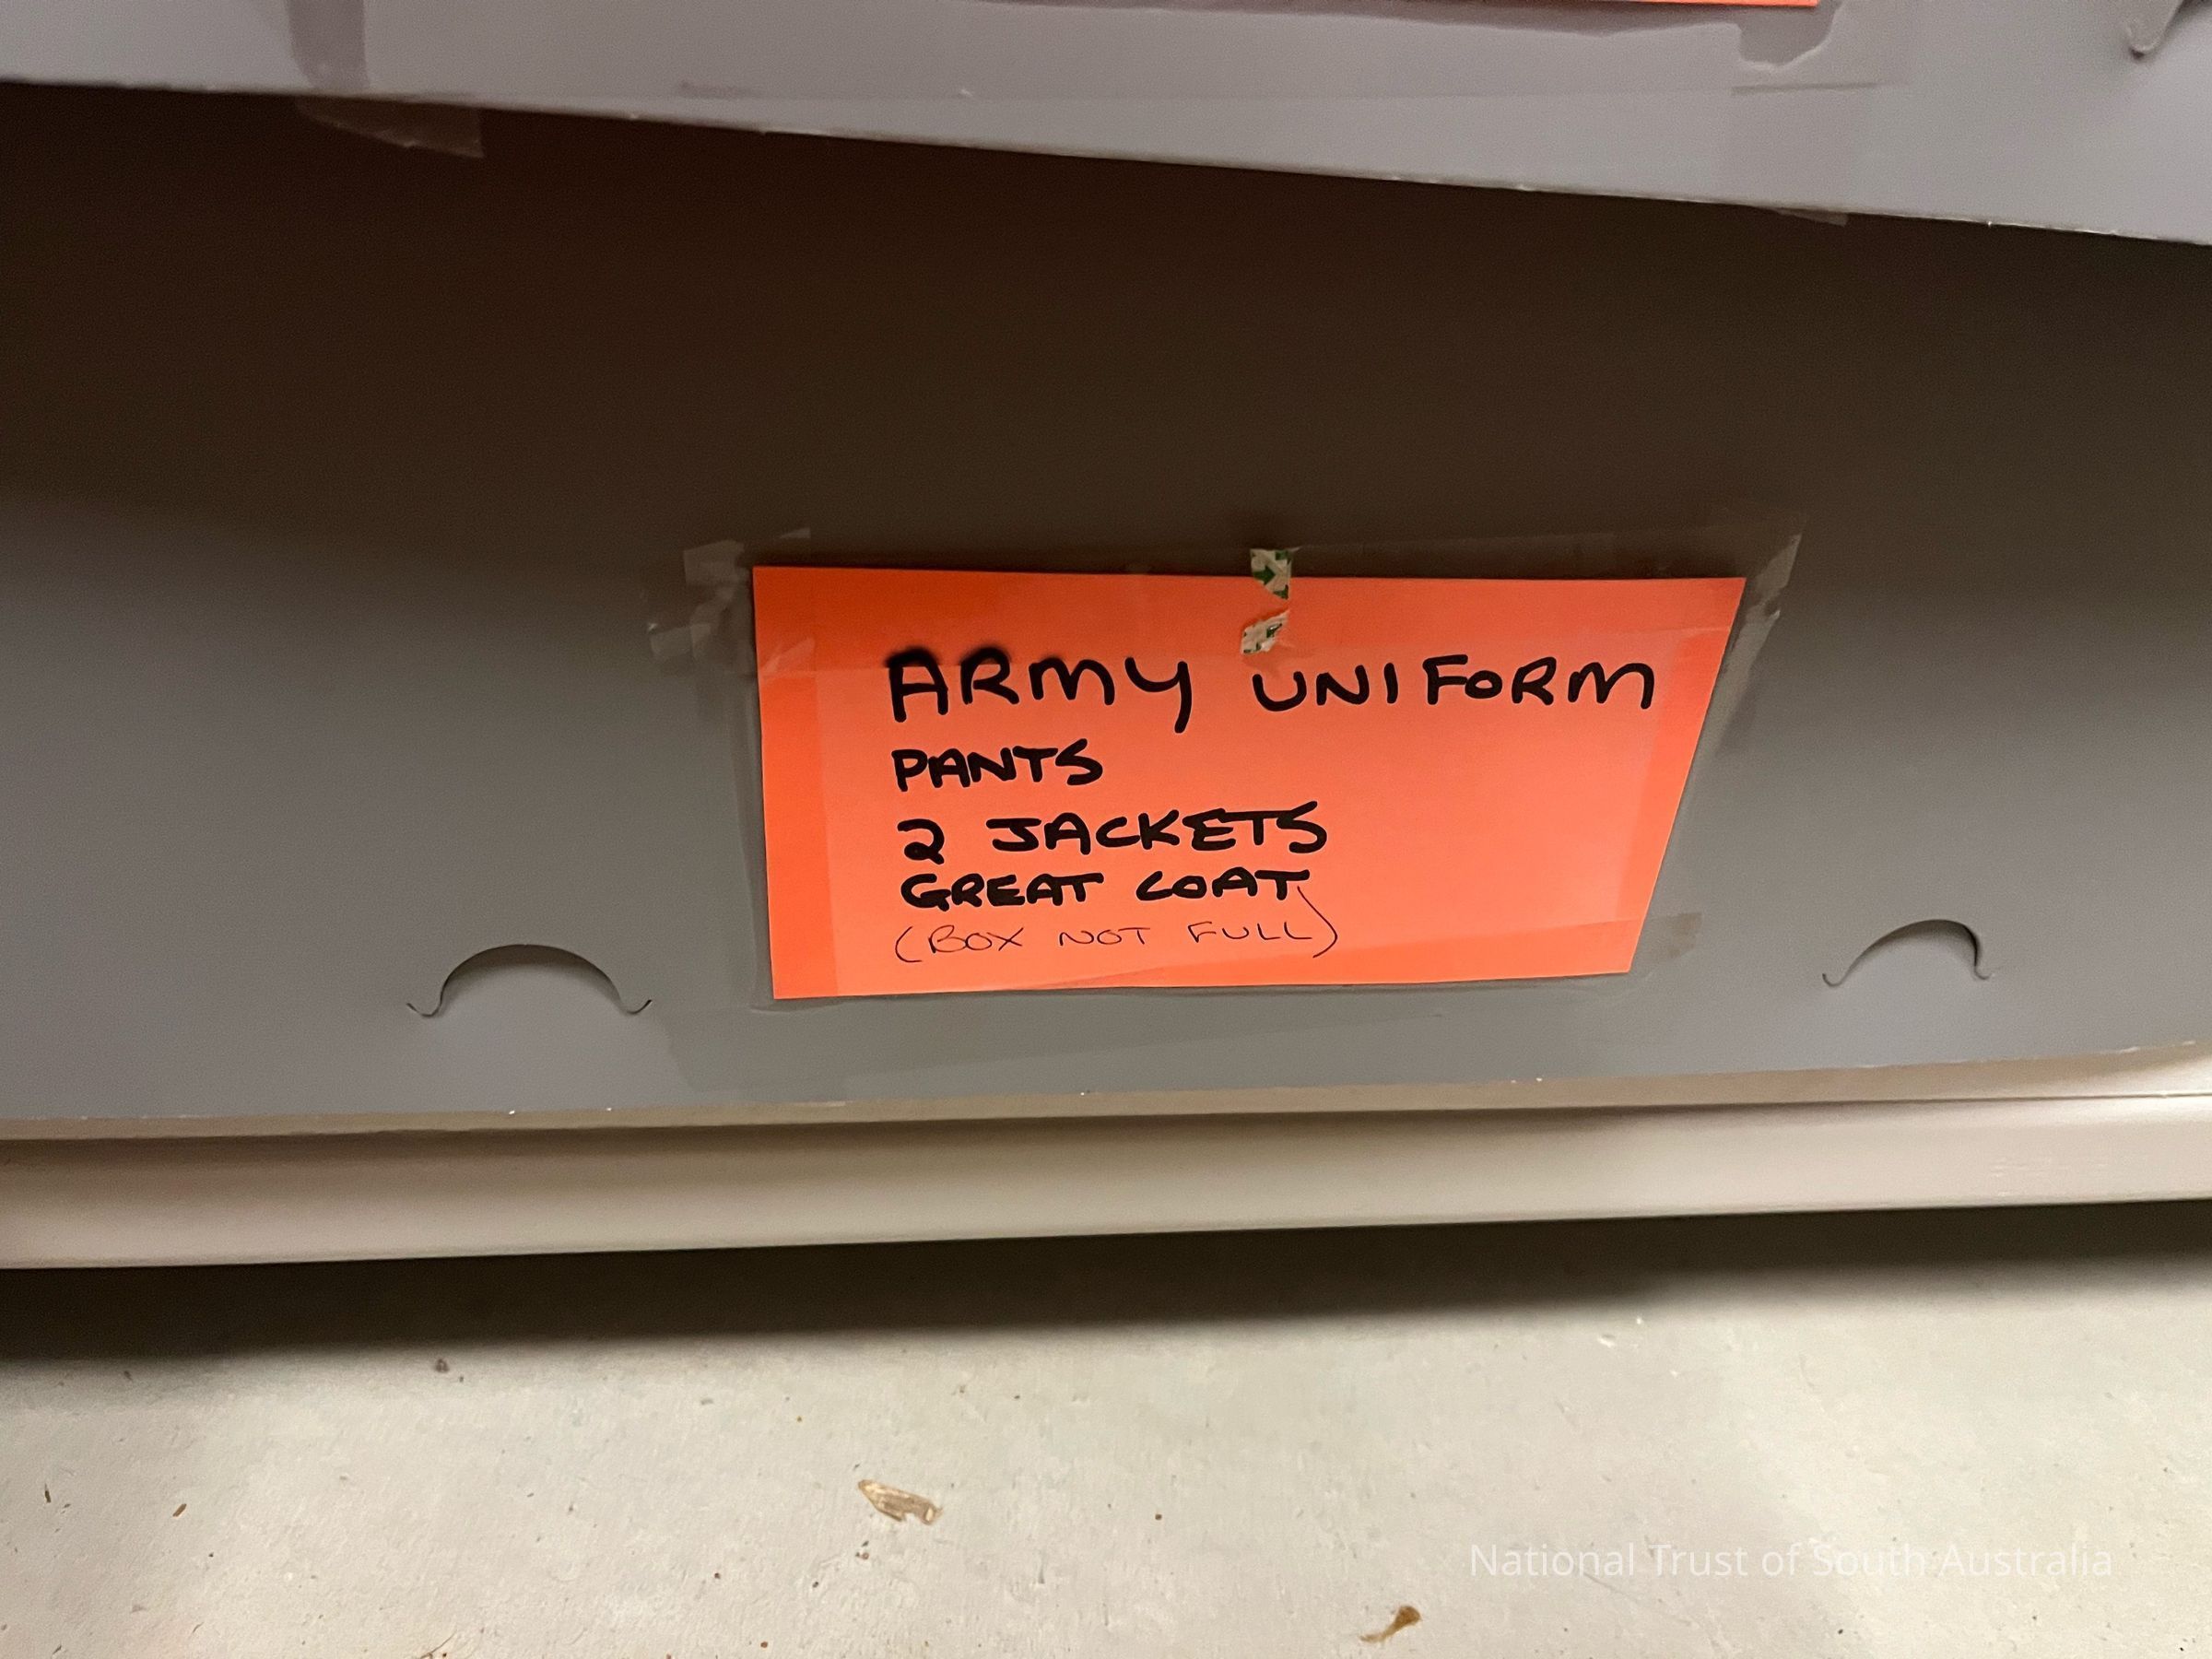 ARMY UNIFORM
PANTS
2 JACKETS
GREAT COAT
(BOX NOT FULL)
National Trust of South Australia